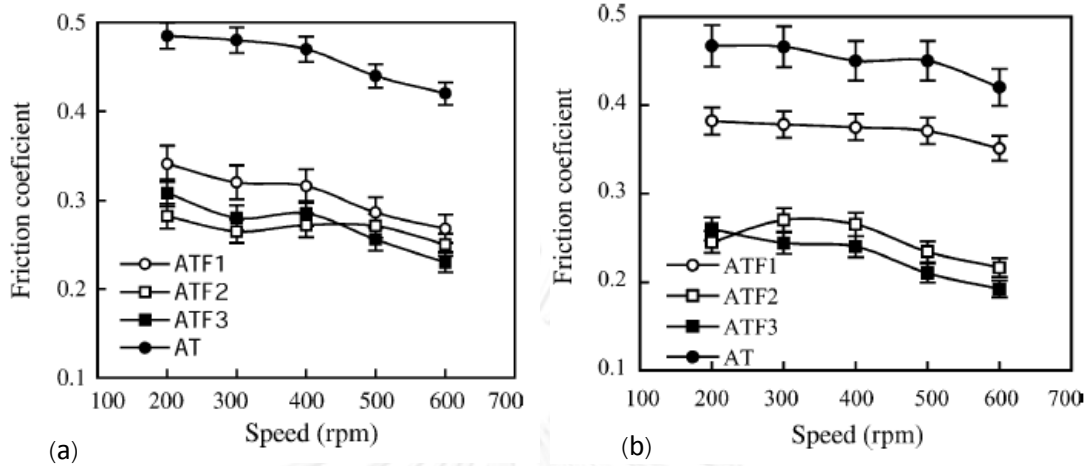 0.5
0.4
0.3
0.2
0.1
Friction coeficient
ATF1
ATF2
ATF3
AT
100 200 300 400 500 600 700
Speed (rpm)
(a)
0.5
0.4
0.3
0.2
0.1
Friction coeficient
ATF1
ATF2
ATF3
AT
100 200 300 400 500 600 700
Speed (rpm)
(b)